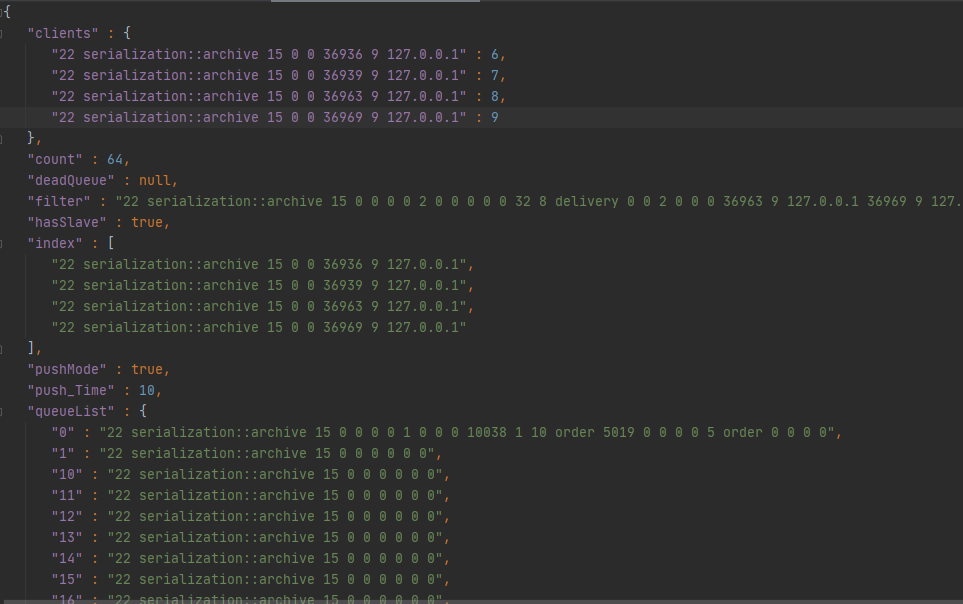 {
"clients" : {
"22 serialization::archive 15 0 0 36936 9 127.0.0.1" : 6,
"22 serialization::archive 15 0 0 36939 9 127.0.0.1" : 7,
"22 serialization::archive 15 0 0 36963 9 127.0.0.1" : 8,
"22 serialization::archive 15 0 0 36969 9 127.0.0.1" : 9
},
"count" : 64,
"deadQueue" : null,
"filter" : "22 serialization::archive 15 0 0 0 0 2 0 0 0 0 0 32 8 delivery 0 0 2 0 0 0 36963 9 127.0.0.1 36969 9 127.
"hasSlave" : true,
"index" : [
"22 serialization::archive 15 0 0 36936 9 127.0.0.1",
"22 serialization::archive 15 0 0 36939 9 127.0.0.1",
"22 serialization::archive 15 0 0 36963 9 127.0.0.1",
"22 serialization::archive 15 0 0 36969 9 127.0.0.1"
],
"pushMode" : true,
"push_Time" : 10,
"queueList" : {
"0" : "22 serialization::archive 15 0 0 0 0 1 0 0 0 10038 1 10 order 5019 0 0 0 0 5 order 0 0 0 0",
"1" : "22 serialization::archive 15 0 0 0 0 0 0",
"10" : "22 serialization::archive 15 0 0 0 0 0 0",
"11" : "22 serialization::archive 15 0 0 0 0 0 0",
"12" : "22 serialization::archive 15 0 0 0 0 0 0",
"13" : "22 serialization::archive 15 0 0 0 0 0 0",
"14" : "22 serialization::archive 15 0 0 0 0 0 0",
"15" : "22 serialization::archive 15 0 0 0 0 0 0",
"16" : "22 serialization::archive 15 0 0 0 0 0 0",